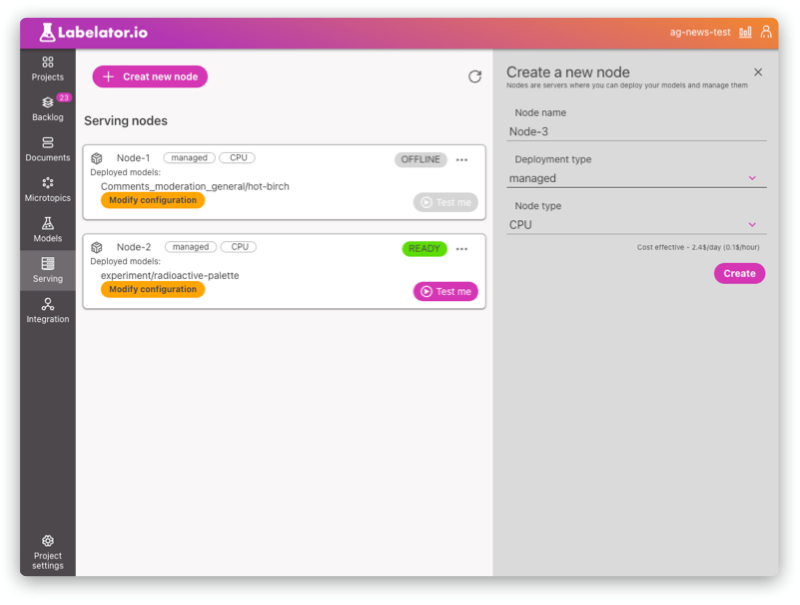 Labelator.io
ag-news-test
Projects
23
Backlog
Documents
Microtopics
Models
Serving
Integration
Project
settings
Creat new node
Serving nodes
Node-1 managed CPU OFFLINE
Deployed models:
Comments_moderation_general/hot-birch
Modify configuration
Test me
Node-2 managed CPU READY
Deployed models:
experiment/radioactive-palette
Modify configuration
Test me
Create a new node
Nodes are servers where you can deploy your models and manage them
Node name
Node-3
Deployment type
managed
Node type
CPU
Cost effective - 2.4$/day (0.1$/hour)
Create